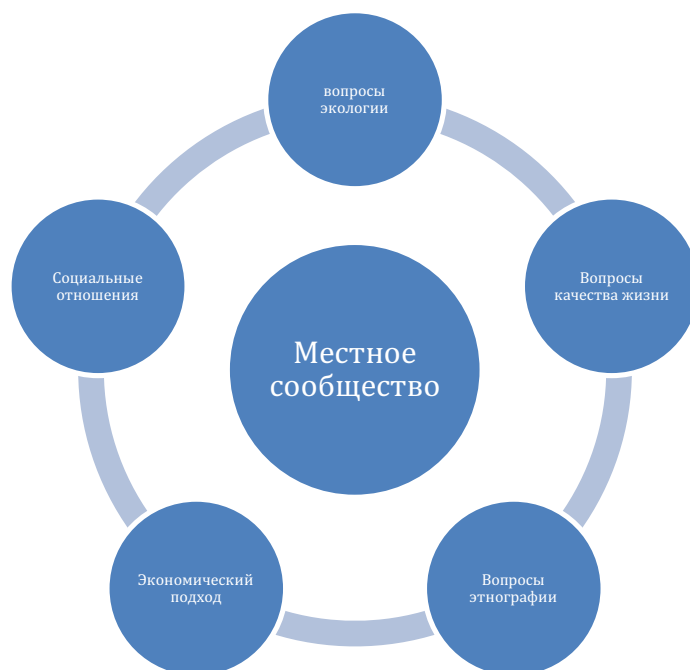 вопросы
экологии
Социальные
отношения
Вопросы
качества жизни
Местное
сообщество
Экономический
подход
Вопросы
этнографии